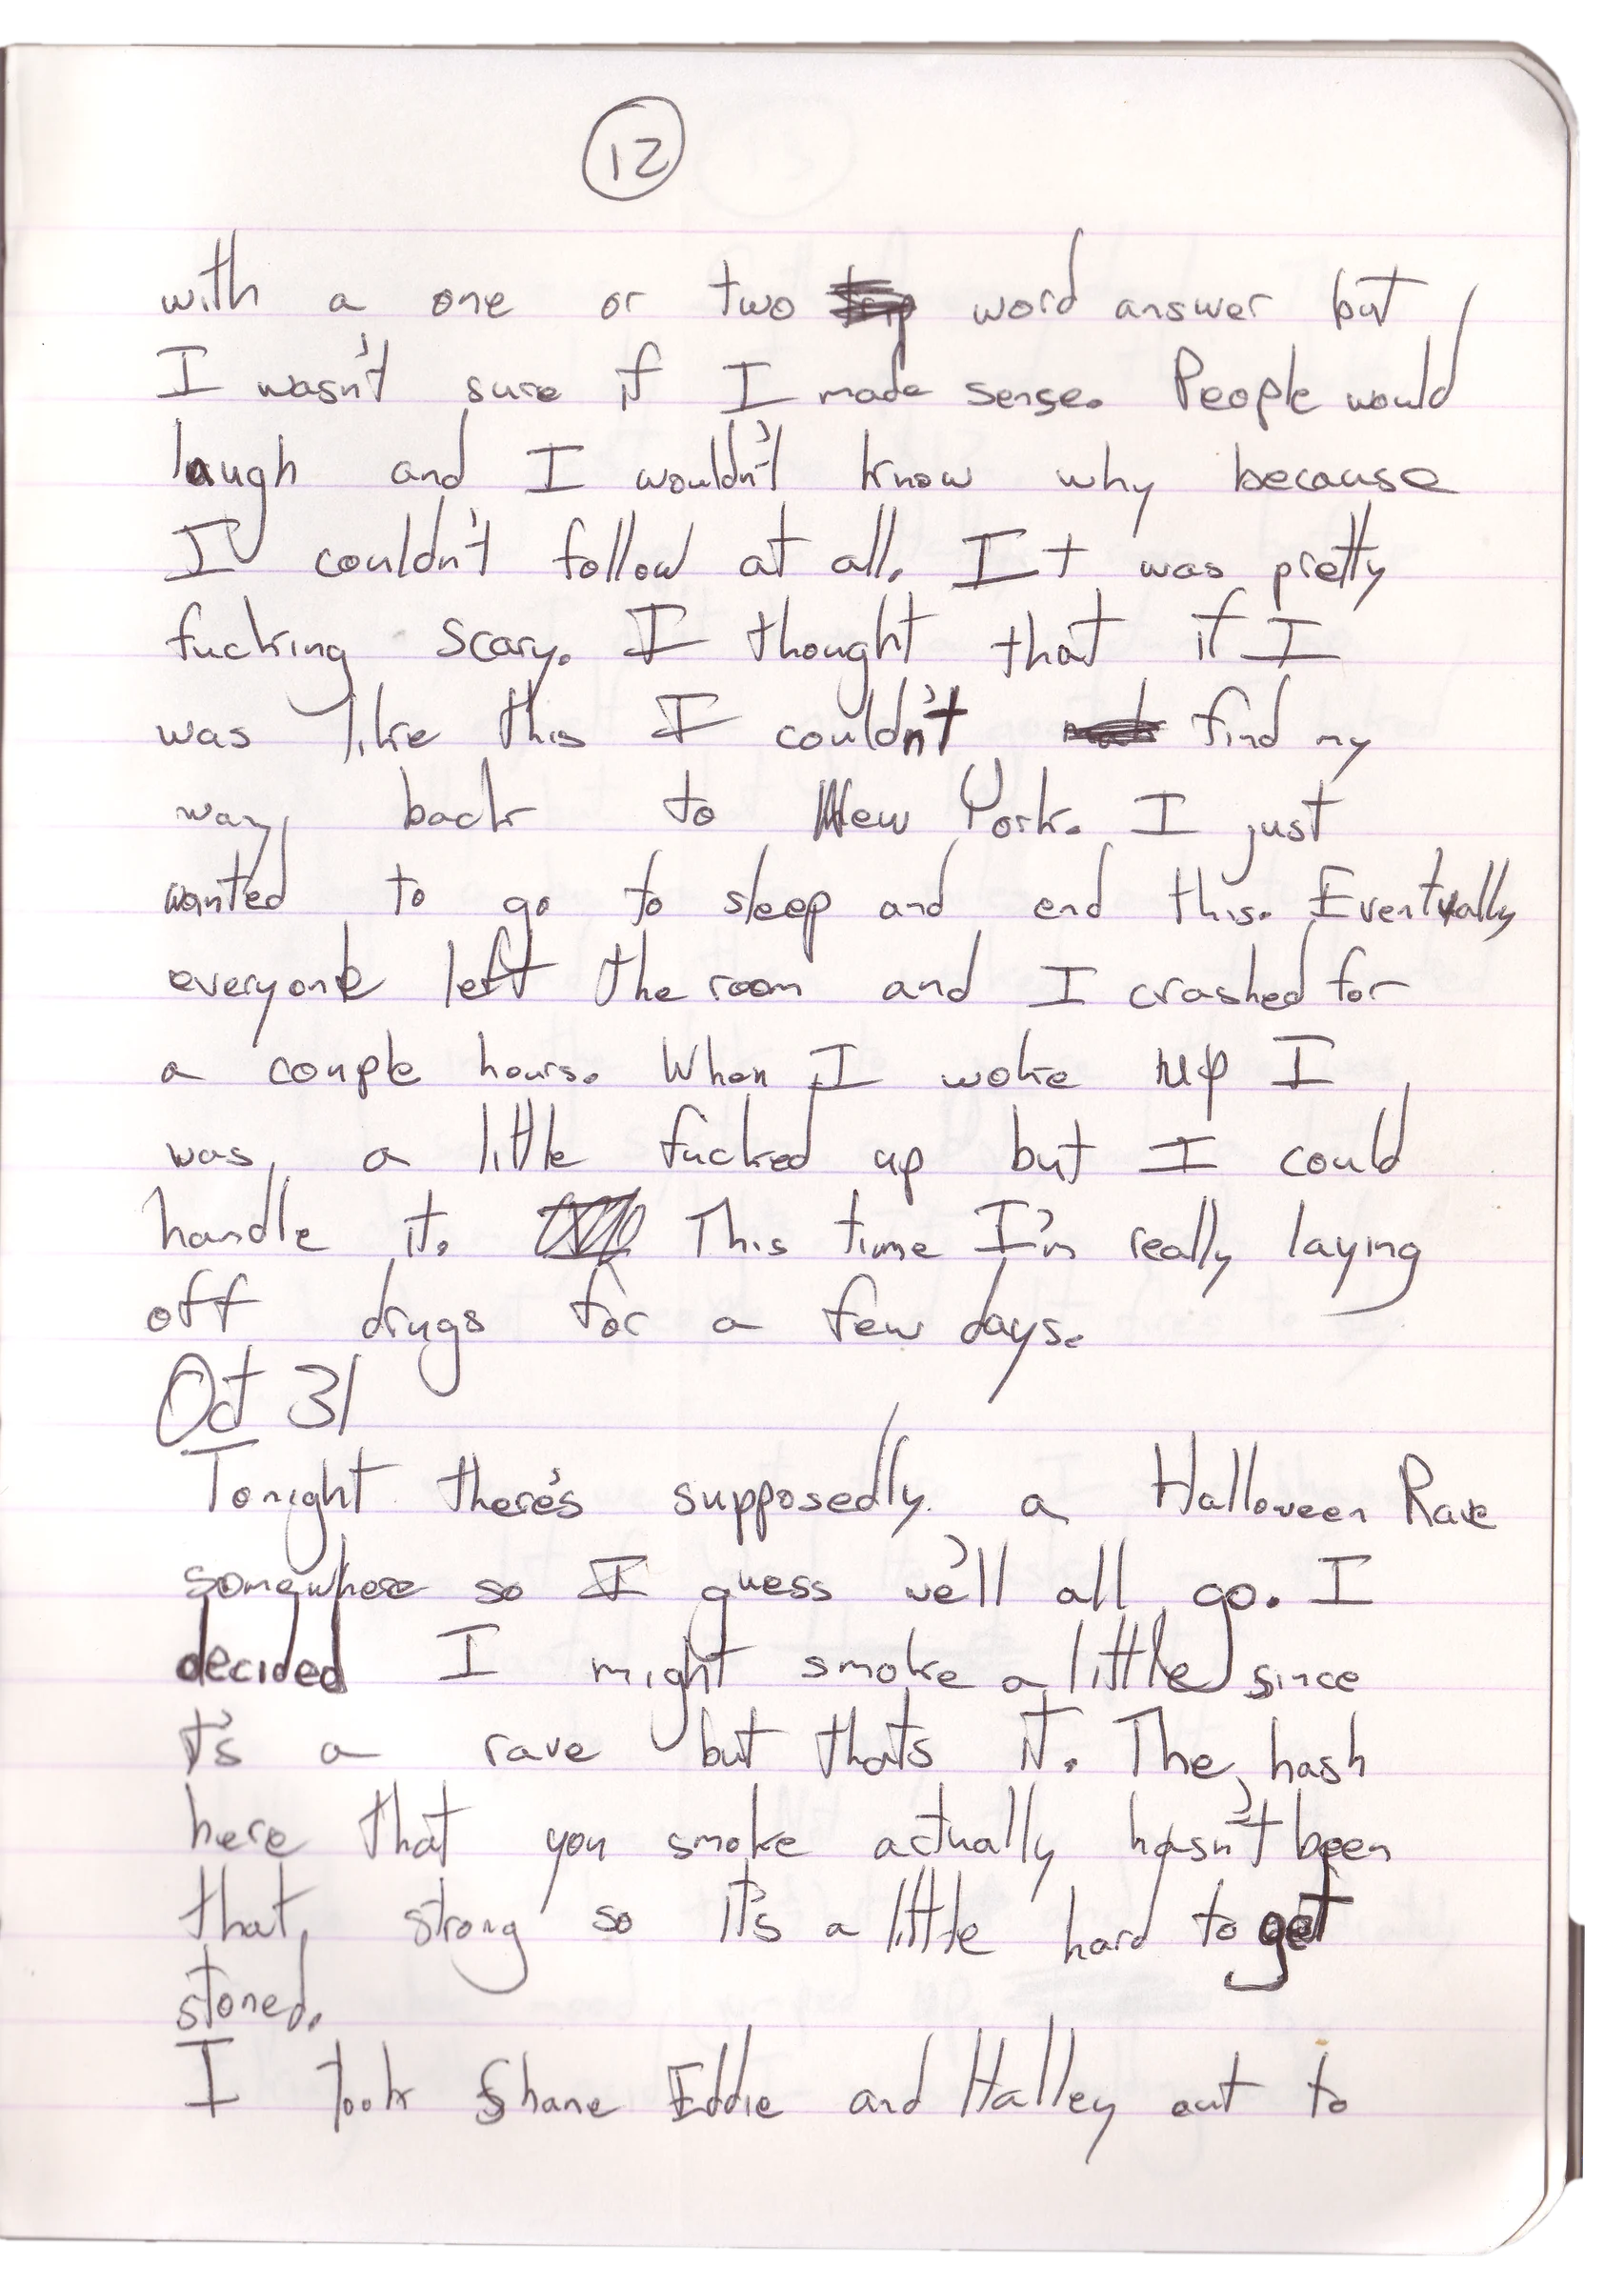 12
with a one or two word answer but
I wasn't sure if I made sense. People would
laugh and I wouldn't know why because
I couldn't follow at all. It was pretty
fucking scary. I thought that if I
was like this I couldn't find my
way back to New York. I just
wanted to go to sleep and end this. Eventually
everyone left the room and I crashed for
a couple hours. When I woke up I
was a little fucked up but I could
handle it. This time I'm really laying
off drugs for a few days.
Oct 31
Tonight there's supposedly a Halloween Rave
somewhere so I guess we'll all go. I
decided I might smoke a little since
it's a rave but thats it. The hash
here that you smoke actually hasn't been
that strong so it's a little hard to get
stoned.
I took Shane Eddie and Halley out to